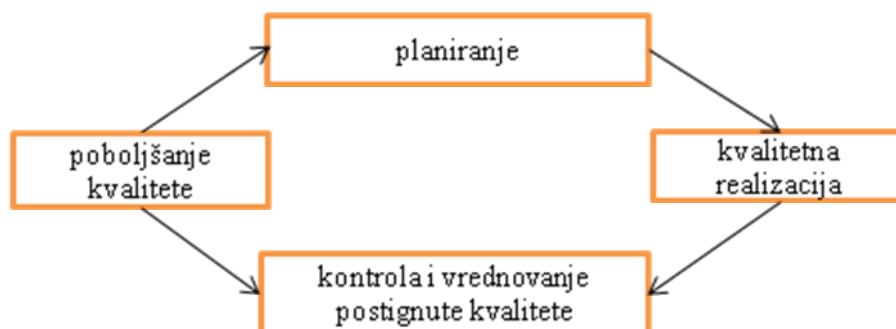 planiranje
poboljšanje
kvalitete
kvalitetna
realizacija
kontrola i vrednovanje
postignute kvalitete